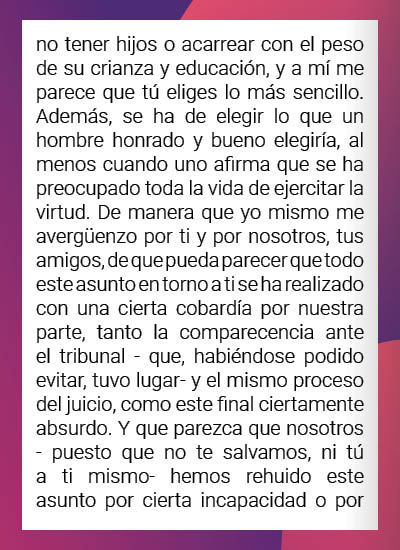 no tener hijos o acarrear con el peso
de su crianza y educación, y a mí me
parece que tú eliges lo más sencillo.
Además, se ha de elegir lo que un
hombre honrado y bueno elegiría, al
menos cuando uno afirma que se ha
preocupado toda la vida de ejercitar la
virtud. De manera que yo mismo me
avergüenzo por ti y por nosotros, tus
amigos, de que pueda parecer que todo
este asunto en torno a ti se ha realizado
con una cierta cobardía por nuestra
parte, tanto la comparecencia ante
el tribunal - que, habiéndose podido
evitar, tuvo lugar- y el mismo proceso
del juicio, como este final ciertamente
absurdo. Y que parezca que nosotros
- puesto que no te salvamos, ni tú
a ti mismo- hemos rehuido este
asunto por cierta incapacidad o por